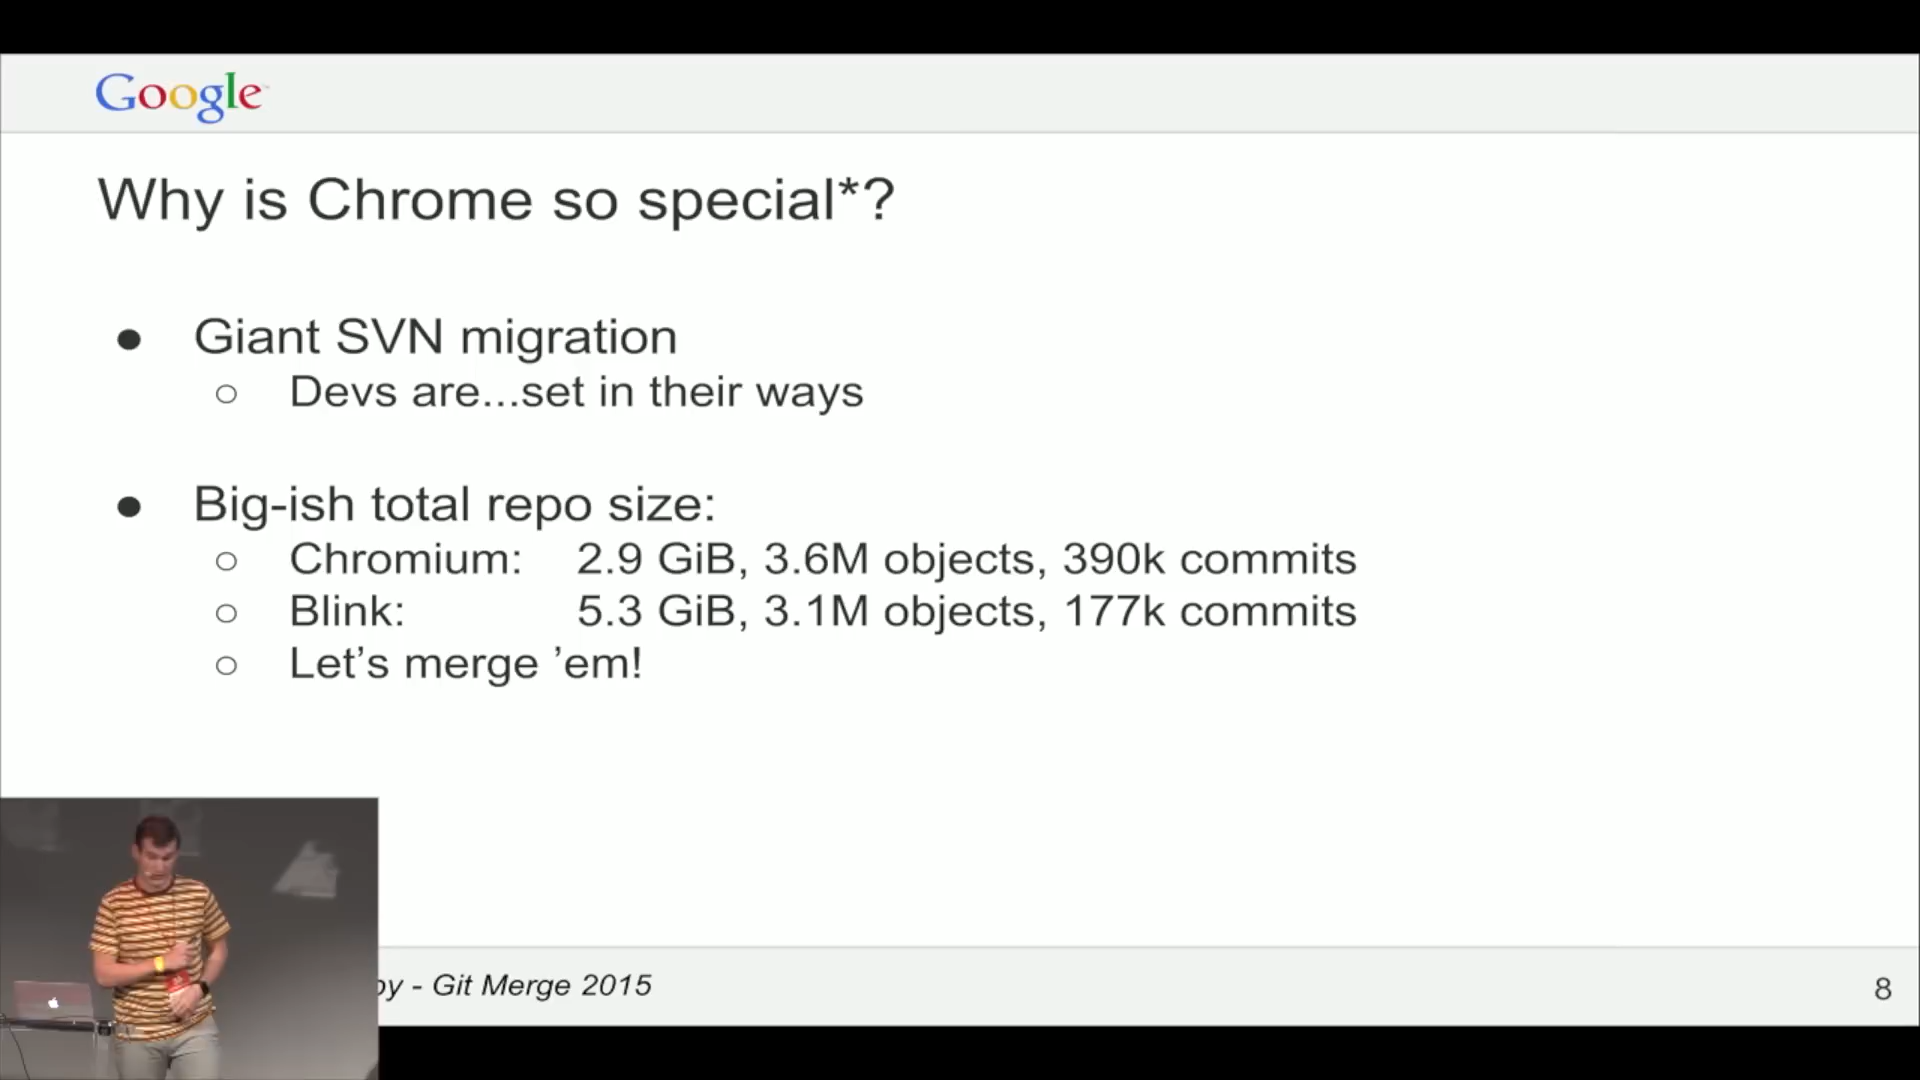 Google
Why is Chrome so special*?
● Giant SVN migration
○ Devs are...set in their ways
● Big-ish total repo size:
○ Chromium: 2.9 GiB, 3.6M objects, 390k commits
○ Blink: 5.3 GiB, 3.1M objects, 177k commits
○ Let’s merge ’em!
- Git Merge 2015
8